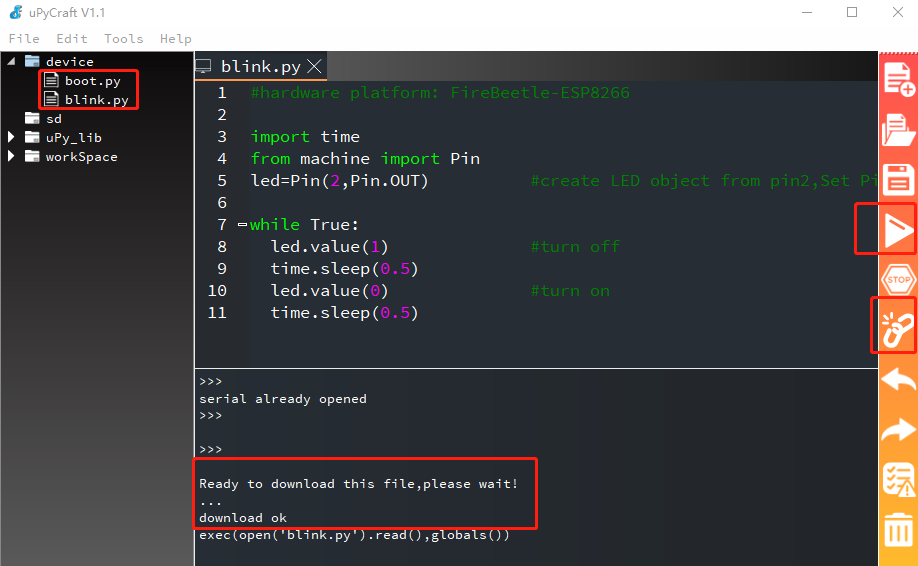 uPyCraft V1.1
File Edit Tools Help
device
boot.py
blink.py
sd
uPy_lib
workSpace
blink.py
1 #hardware platform: FireBeetle-ESP8266
2
3 import time
4 from machine import Pin
5 led=Pin(2,Pin.OUT) #create LED object from pin2,Set Pi
6
7 while True:
8 led.value(1) #turn off
9 time.sleep(0.5)
10 led.value(0) #turn on
11 time.sleep(0.5)
>>>
serial already opened
>>>
>>>
Ready to download this file,please wait!
...
download ok
exec(open('blink.py').read(),globals())
STOP